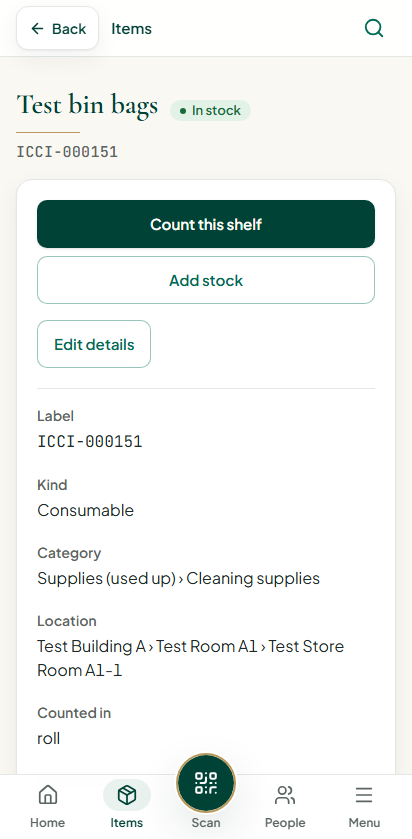 Back
Items
Test bin bags
In stock
ICCI-000151
Count this shelf
Add stock
Edit details
Label
ICCI-000151
Kind
Consumable
Category
Supplies (used up) › Cleaning supplies
Location
Test Building A › Test Room A1 › Test Store
Room A1-1
Counted in
roll
Home
Items
Scan
People
Menu